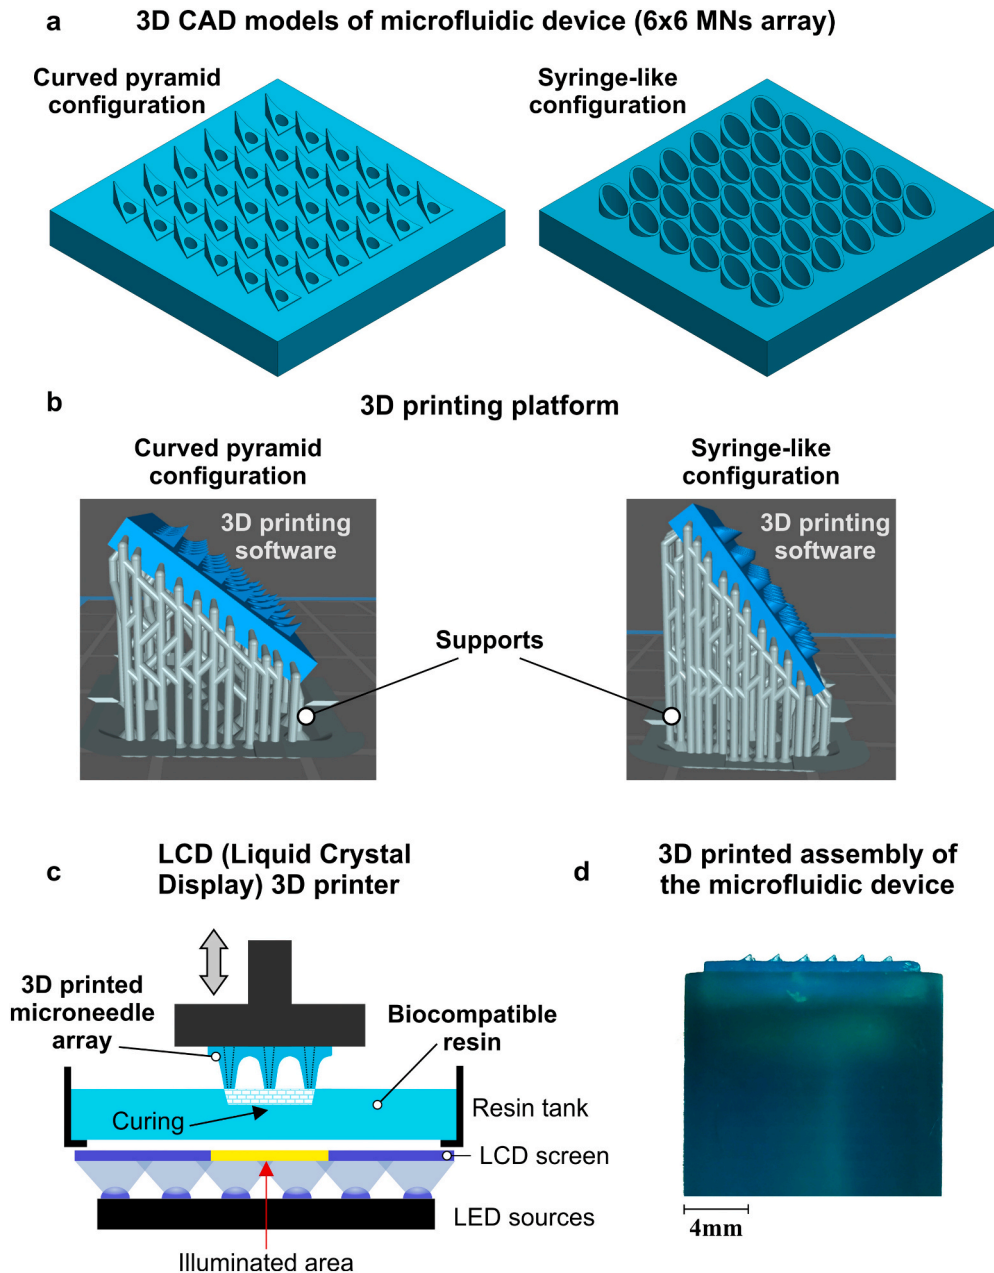 a
3D CAD models of microfluidic device (6x6 MNs array)
Curved pyramid
configuration
Syringe-like
configuration
b
3D printing platform
Curved pyramid
configuration
Syringe-like
configuration
3D printing
software
3D printing
software
Supports
c
LCD (Liquid Crystal
Display) 3D printer
3D printed
microneedle
array
Biocompatible
resin
Curing
Resin tank
LCD screen
LED sources
Illuminated area
d
3D printed assembly of
the microfluidic device
4mm